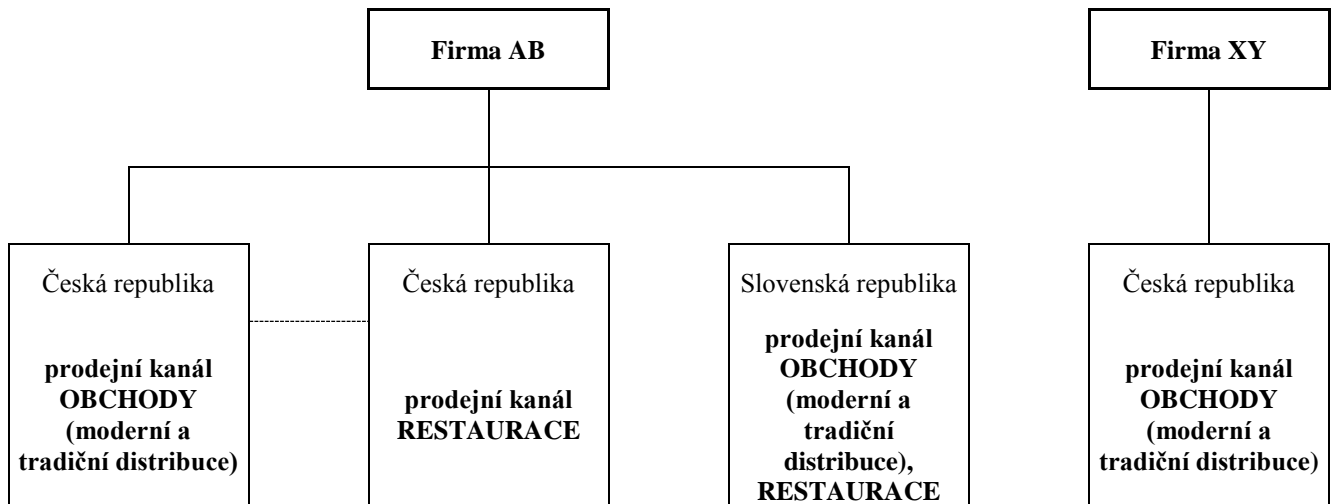 Firma AB
Firma XY
Česká republika
prodejní kanál
OBCHODY
(moderní a
tradiční distribuce)
Česká republika
prodejní kanál
RESTAURACE
Slovenská republika
prodejní kanál
OBCHODY
(moderní a
tradiční
distribuce),
RESTAURACE
Česká republika
prodejní kanál
OBCHODY
(moderní a
tradiční distribuce)